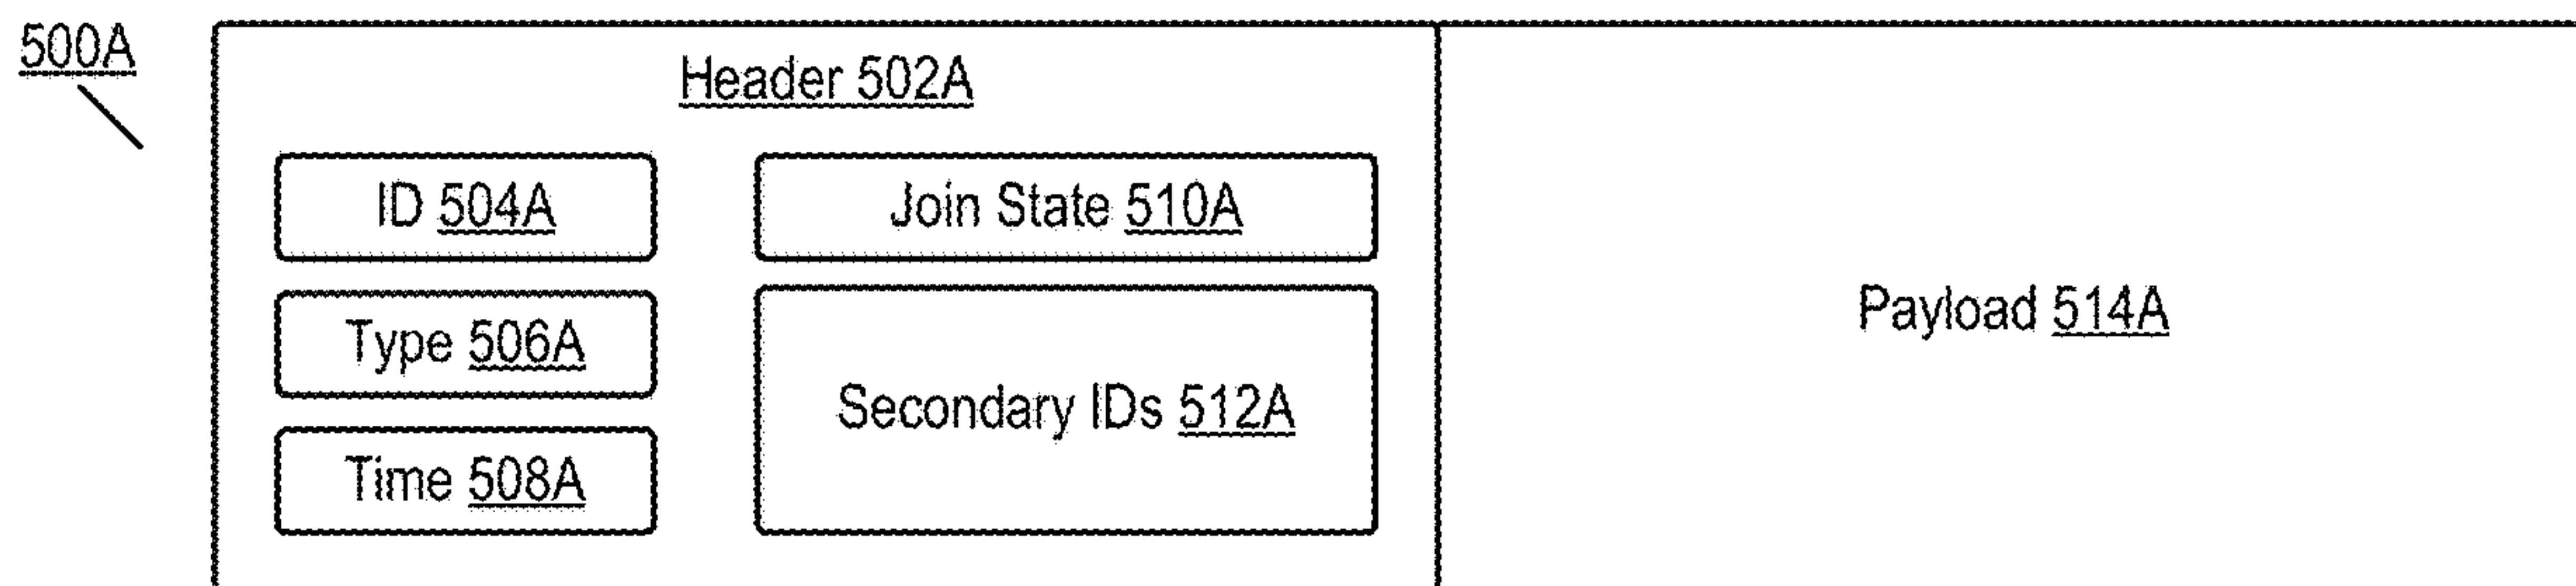 500A
Header 502A
ID 504A
Join State 510A
Type 506A
Secondary IDs 512A
Time 508A
Payload 514A